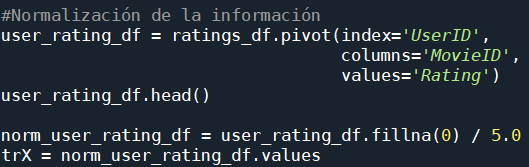 #Normalización de la información
user_rating_df = ratings_df.pivot(index='UserID',
                                  columns='MovieID',
                                  values='Rating')
user_rating_df.head()

norm_user_rating_df = user_rating_df.fillna(0) / 5.0
trX = norm_user_rating_df.values